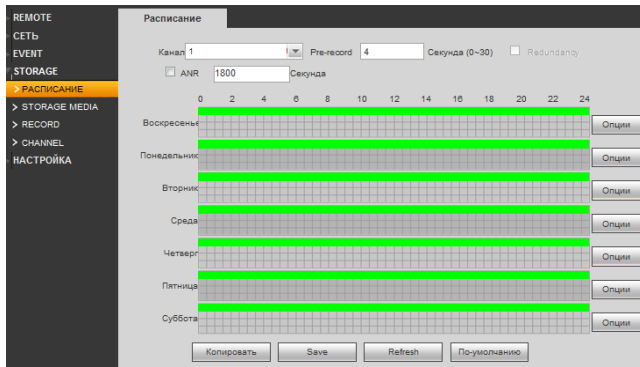 REMOTE
СЕТЬ
EVENT
STORAGE
> РАСПИСАНИЕ
> STORAGE MEDIA
> RECORD
> CHANNEL
НАСТРОЙКА
Расписание
Канал 1 Pre-record 4 Секунда (0~30) Redundancy
ANR 1800 Секунда
0 2 4 6 8 10 12 14 16 18 20 22 24
Воскресенье Опции
Понедельник Опции
Вторник Опции
Среда Опции
Четверг Опции
Пятница Опции
Суббота Опции
Копировать Save Refresh По-умолчанию